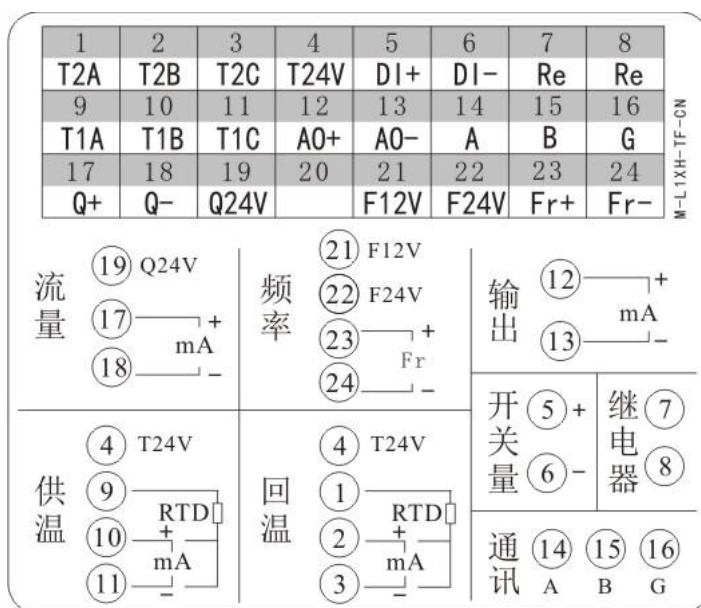 1 2 3 4 5 6 7 8
T2A T2B T2C T24V DI+ DI- Re Re
9 10 11 12 13 14 15 16
T1A T1B T1C AO+ AO- A B G
17 18 19 20 21 22 23 24
Q+ Q- Q24V F12V F24V Fr+ Fr-
M-L1XH-TF-CN
流量
19 Q24V
17 +
mA
18 -
频率
21 F12V
22 F24V
23 +
Fr
24 -
输出
12 +
mA
13 -
开关量
5 +
6 -
继电器
7
8
供温
4 T24V
9
RTD
10 +
mA
11 -
回温
4 T24V
1
RTD
2 +
mA
3 -
通讯
14 15 16
A B G